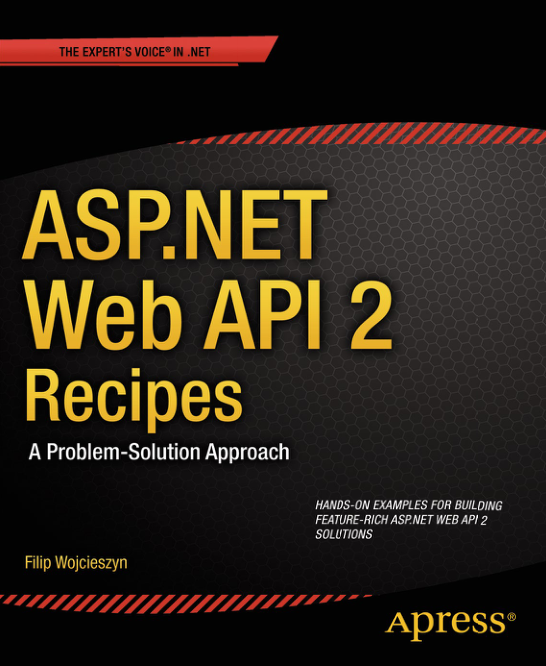 THE EXPERT'S VOICE® IN .NET
ASP.NET
Web API 2
Recipes
A Problem-Solution Approach
HANDS-ON EXAMPLES FOR BUILDING
FEATURE-RICH ASP.NET WEB API 2
SOLUTIONS
Filip Wojcieszyn
Apress®